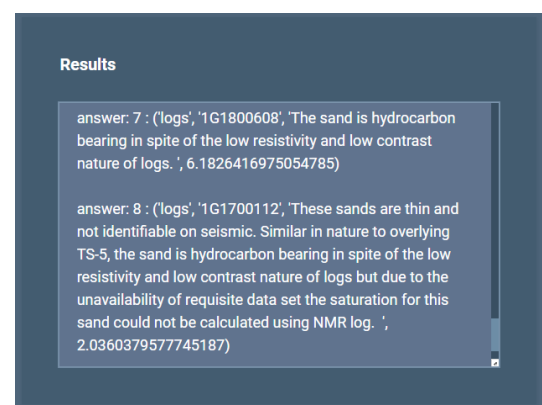 Results
answer: 7 : ('logs', '1G1800608', 'The sand is hydrocarbon
bearing in spite of the low resistivity and low contrast
nature of logs. ', 6.1826416975054785)
answer: 8 : ('logs', '1G1700112', 'These sands are thin and
not identifiable on seismic. Similar in nature to overlying
TS-5, the sand is hydrocarbon bearing in spite of the low
resistivity and low contrast nature of logs but due to the
unavailability of requisite data set the saturation for this
sand could not be calculated using NMR log.  ',
2.0360379577745187)